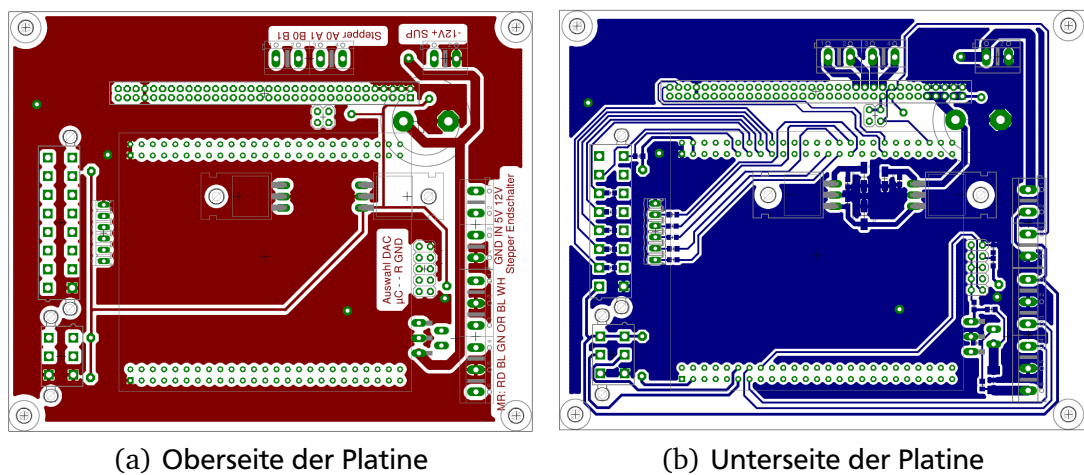 Stepper A0 A1 B0 B1
-12V+ SUP
GND IN 5V 12V
Stepper Endschalter
Auswahl DAC
µC - - R GND
MR: RD BL GN OR BL WH
(a) Oberseite der Platine
(b) Unterseite der Platine